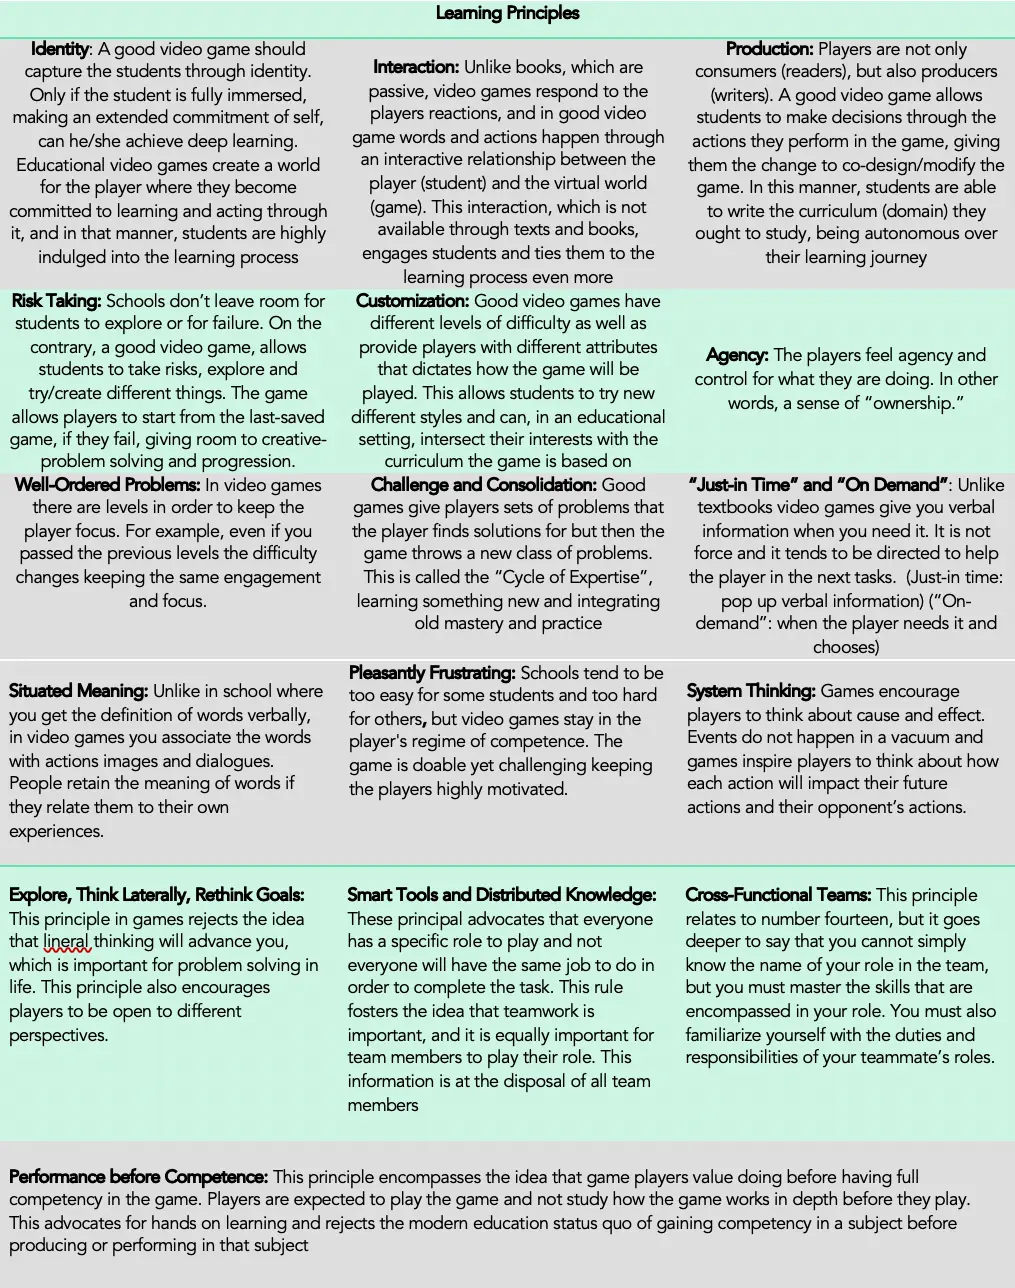 Learning Principles
Identity: A good video game should
capture the students through identity.
Only if the student is fully immersed,
making an extended commitment of self,
can he/she achieve deep learning.
Educational video games create a world
for the player where they become
committed to learning and acting through
it, and in that manner, students are highly
indulged into the learning process
Interaction: Unlike books, which are
passive, video games respond to the
players reactions, and in good video
game words and actions happen through
an interactive relationship between the
player (student) and the virtual world
(game). This interaction, which is not
available through texts and books,
engages students and ties them to the
learning process even more
Production: Players are not only
consumers (readers), but also producers
(writers). A good video game allows
students to make decisions through the
actions they perform in the game, giving
them the change to co-design/modify the
game. In this manner, students are able
to write the curriculum (domain) they
ought to study, being autonomous over
their learning journey
Risk Taking: Schools don’t leave room for
students to explore or for failure. On the
contrary, a good video game, allows
students to take risks, explore and
try/create different things. The game
allows players to start from the last-saved
game, if they fail, giving room to creative-
problem solving and progression.
Customization: Good video games have
different levels of difficulty as well as
provide players with different attributes
that dictates how the game will be
played. This allows students to try new
different styles and can, in an educational
setting, intersect their interests with the
curriculum the game is based on
Agency: The players feel agency and
control for what they are doing. In other
words, a sense of “ownership.”
Well-Ordered Problems: In video games
there are levels in order to keep the
player focus. For example, even if you
passed the previous levels the difficulty
changes keeping the same engagement
and focus.
Challenge and Consolidation: Good
games give players sets of problems that
the player finds solutions for but then the
game throws a new class of problems.
This is called the “Cycle of Expertise”,
learning something new and integrating
old mastery and practice
“Just-in Time” and “On Demand”: Unlike
textbooks video games give you verbal
information when you need it. It is not
force and it tends to be directed to help
the player in the next tasks. (Just-in time:
pop up verbal information) (“On-
demand”: when the player needs it and
chooses)
Situated Meaning: Unlike in school where
you get the definition of words verbally,
in video games you associate the words
with actions images and dialogues.
People retain the meaning of words if
they relate them to their own
experiences.
Pleasantly Frustrating: Schools tend to be
too easy for some students and too hard
for others, but video games stay in the
player's regime of competence. The
game is doable yet challenging keeping
the players highly motivated.
System Thinking: Games encourage
players to think about cause and effect.
Events do not happen in a vacuum and
games inspire players to think about how
each action will impact their future
actions and their opponent’s actions.
Explore, Think Laterally, Rethink Goals:
This principle in games rejects the idea
that lineral thinking will advance you,
which is important for problem solving in
life. This principle also encourages
players to be open to different
perspectives.
Smart Tools and Distributed Knowledge:
These principal advocates that everyone
has a specific role to play and not
everyone will have the same job to do in
order to complete the task. This rule
fosters the idea that teamwork is
important, and it is equally important for
team members to play their role. This
information is at the disposal of all team
members
Cross-Functional Teams: This principle
relates to number fourteen, but it goes
deeper to say that you cannot simply
know the name of your role in the team,
but you must master the skills that are
encompassed in your role. You must also
familiarize yourself with the duties and
responsibilities of your teammate’s roles.
Performance before Competence: This principle encompasses the idea that game players value doing before having full
competency in the game. Players are expected to play the game and not study how the game works in depth before they play.
This advocates for hands on learning and rejects the modern education status quo of gaining competency in a subject before
producing or performing in that subject